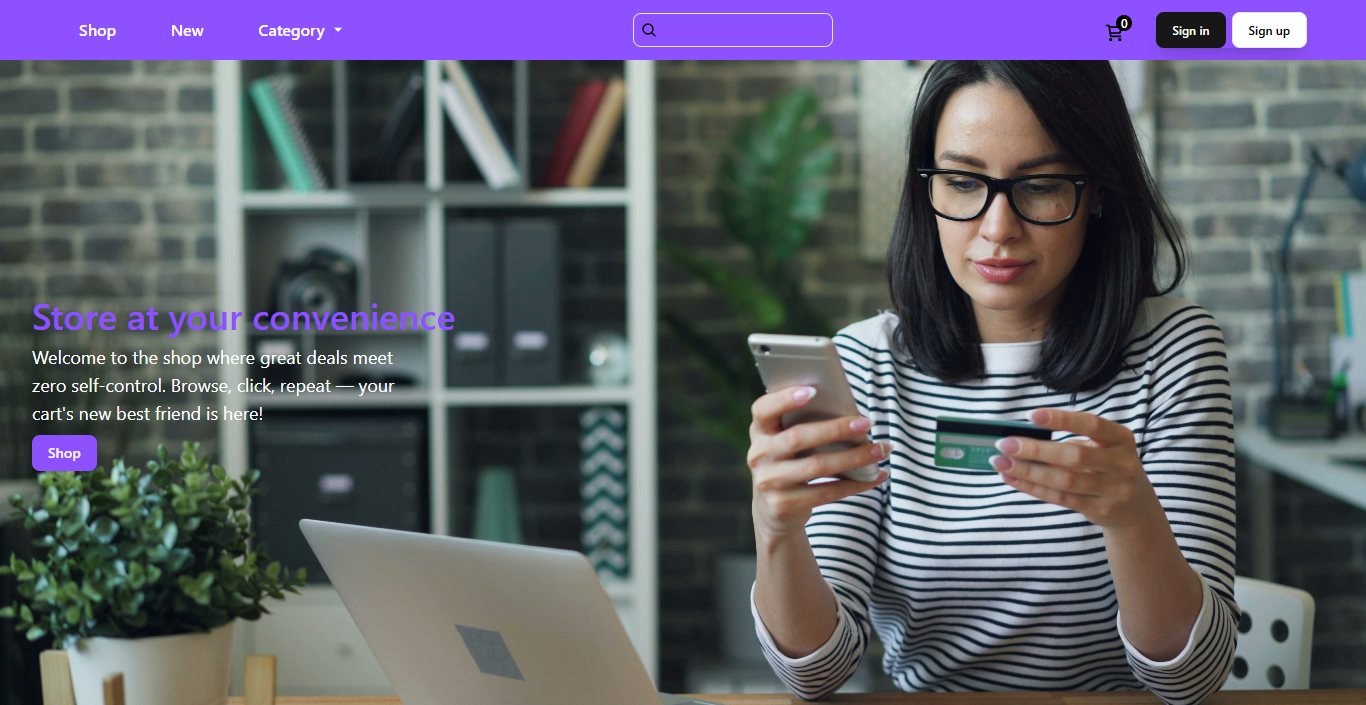 Shop
New
Category
0
Sign in
Sign up
Store at your convenience
Welcome to the shop where great deals meet
zero self-control. Browse, click, repeat — your
cart's new best friend is here!
Shop